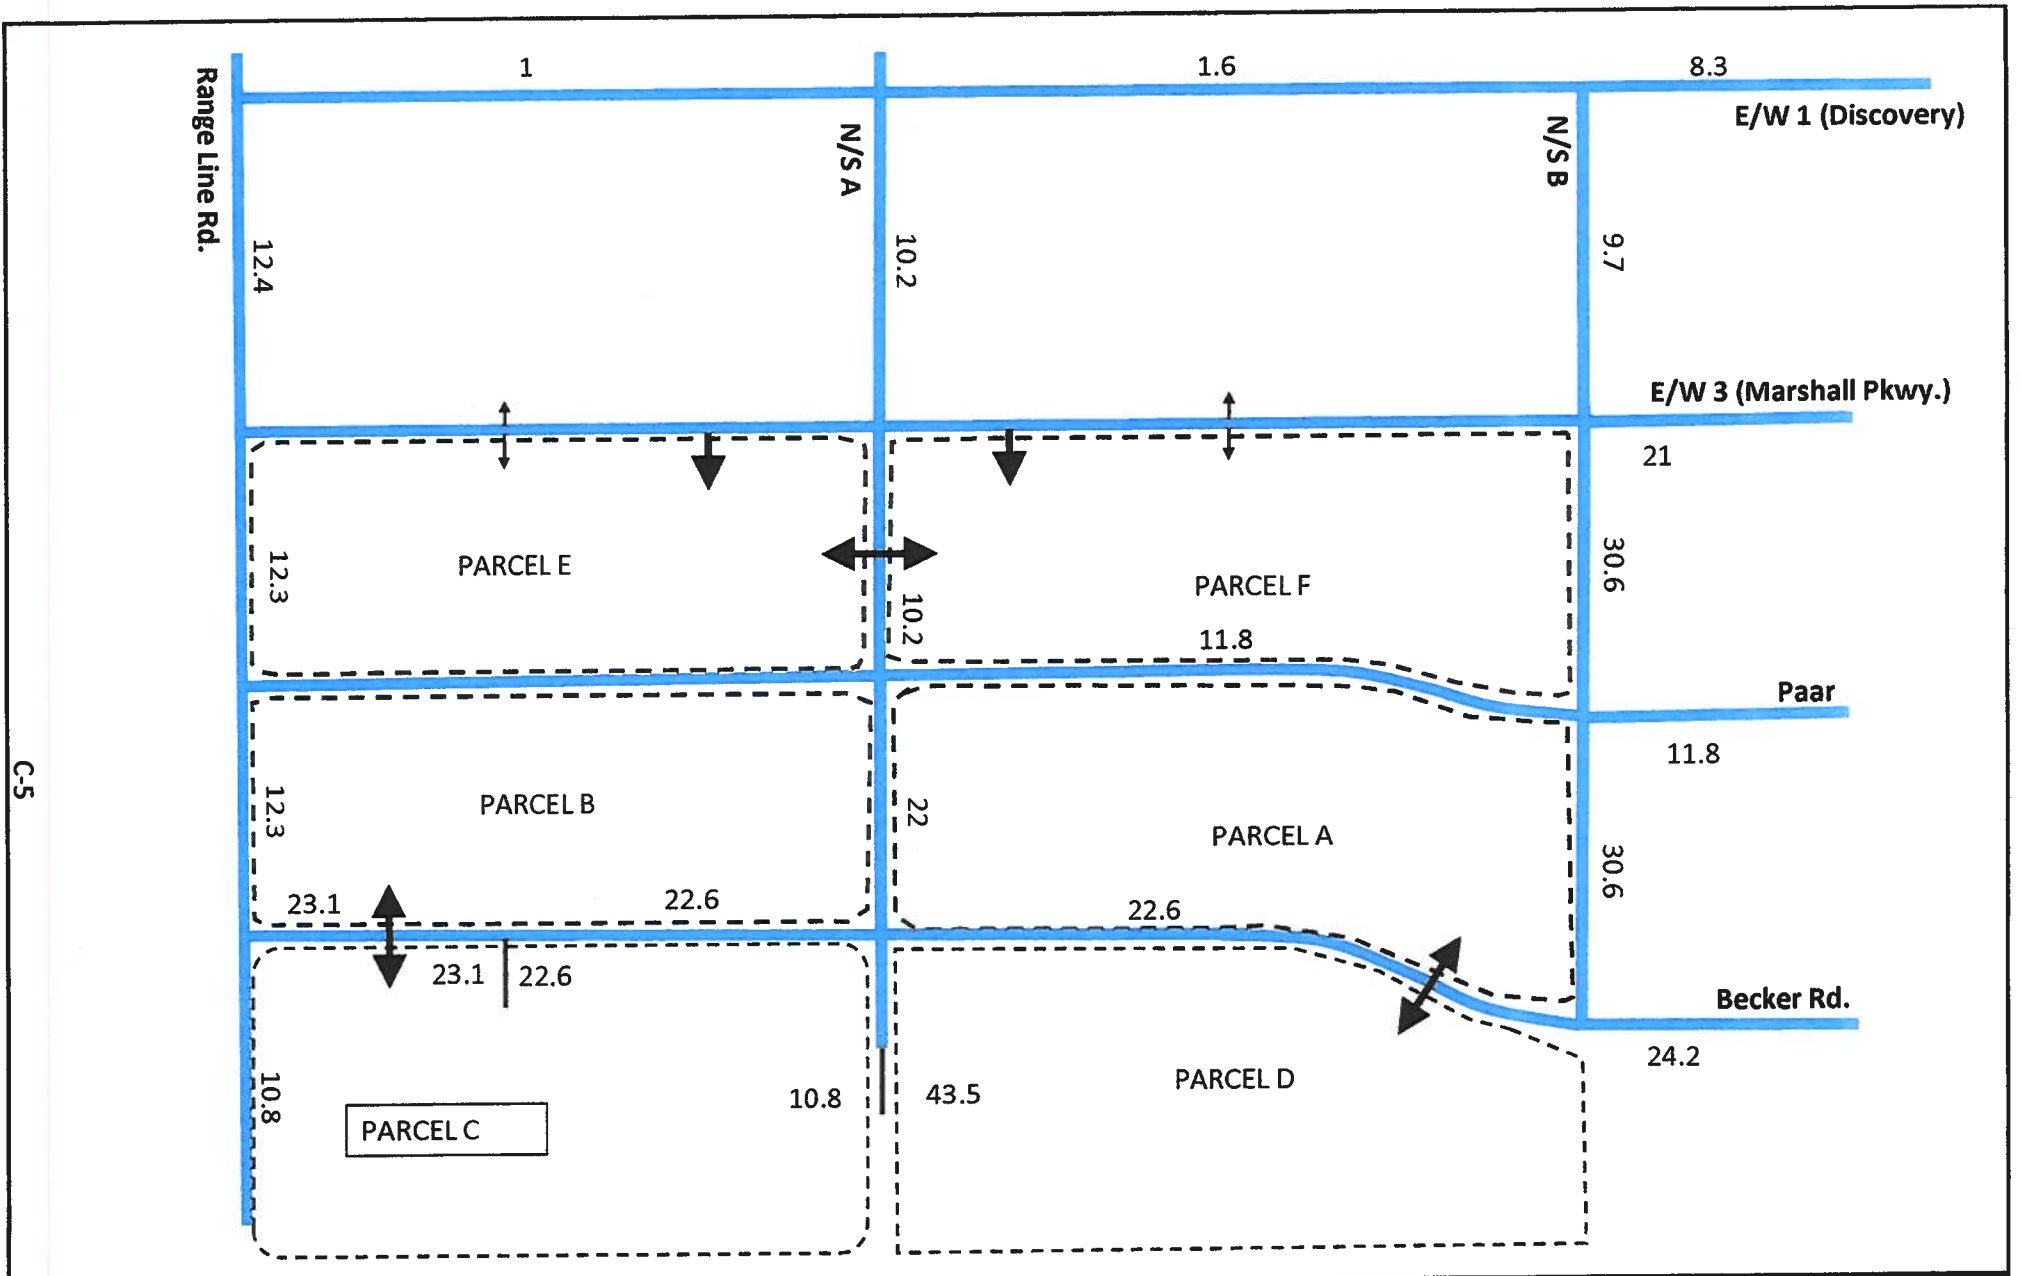 1
1.6
8.3
E/W 1 (Discovery)
Range Line Rd.
N/S A
N/S B
12.4
10.2
9.7
E/W 3 (Marshall Pkwy.)
21
12.3
PARCEL E
10.2
PARCEL F
30.6
11.8
Paar
11.8
12.3
PARCEL B
22
PARCEL A
30.6
23.1
22.6
22.6
23.1
22.6
Becker Rd.
24.2
10.8
PARCEL C
10.8
43.5
PARCEL D
C-5